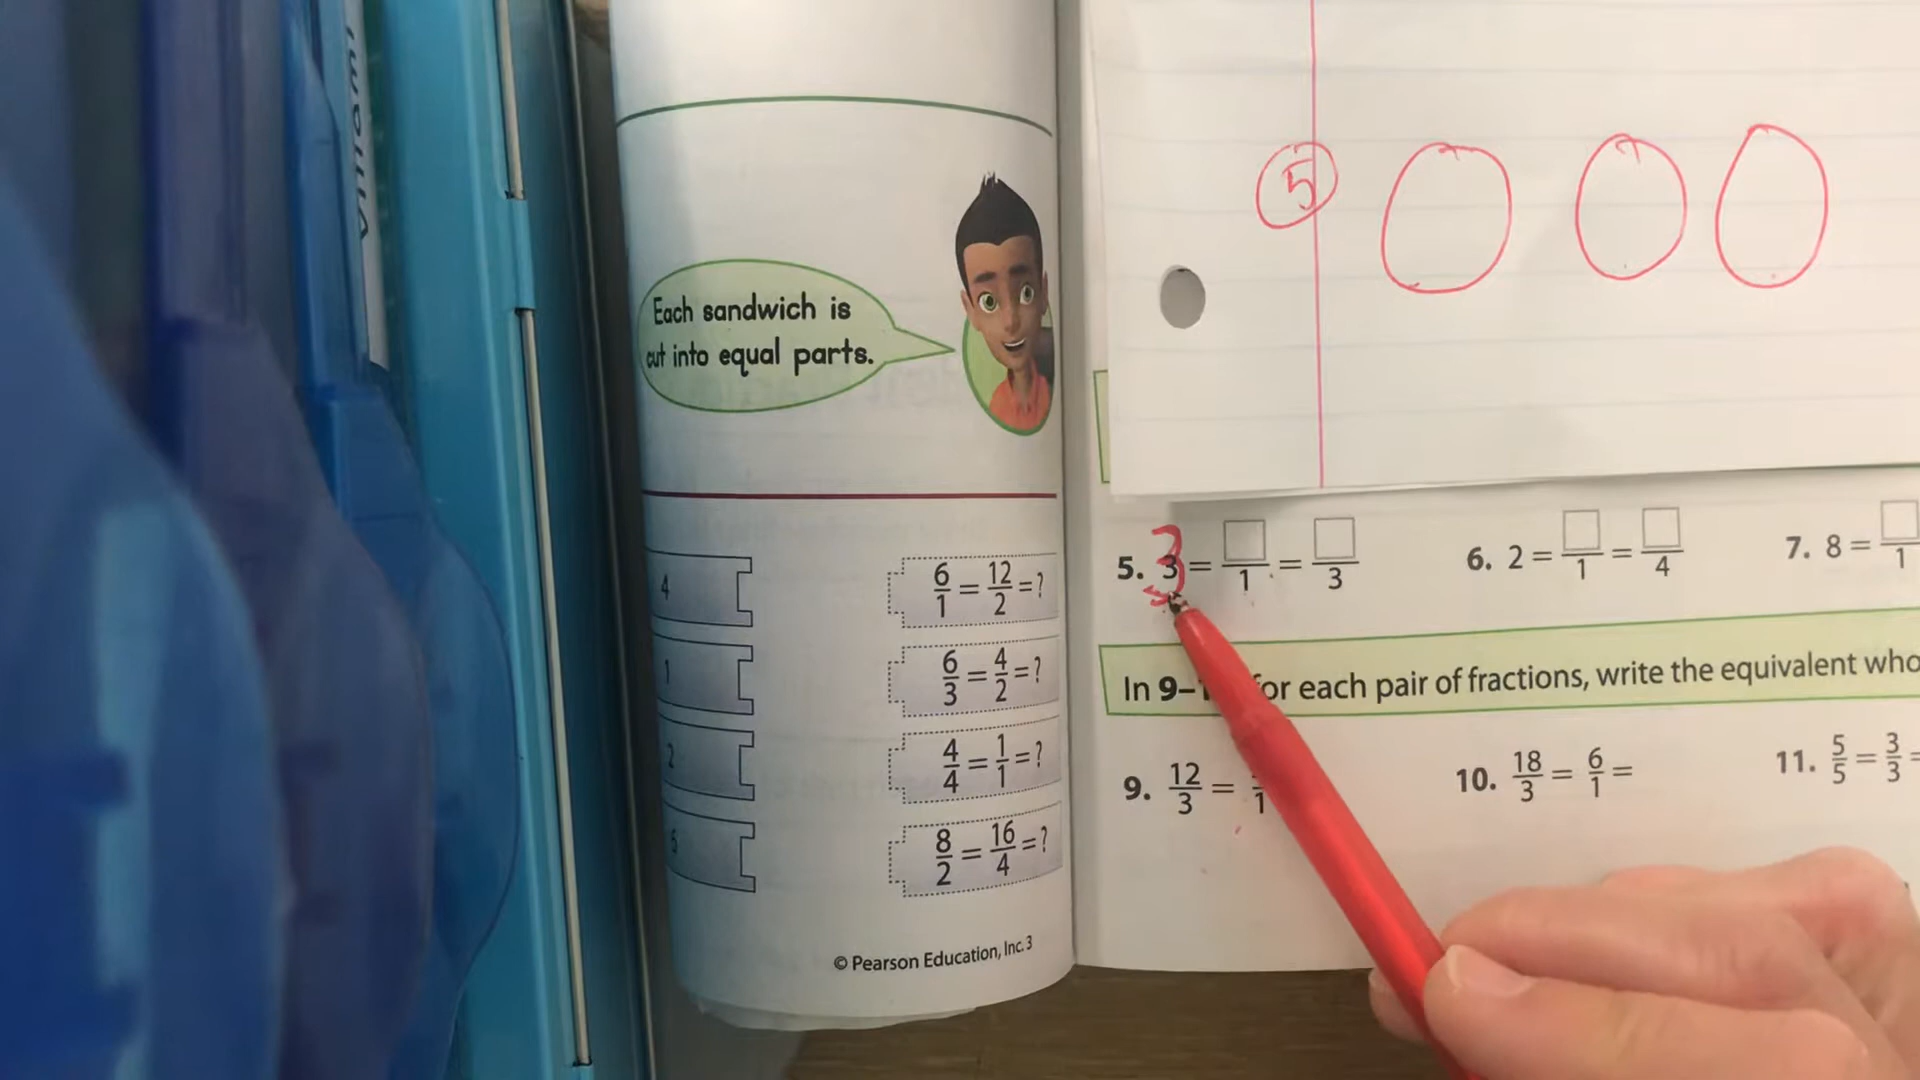 Each sandwich is
cut into equal parts.
4
6/1 = 12/2 = ?
1
6/3 = 4/2 = ?
2
4/4 = 1/1 = ?
8/2 = 16/4 = ?
© Pearson Education, Inc. 3
5
3
5. 3 = □/1 = □/3
6. 2 = □/1 = □/4
7. 8 = □/1
In 9– for each pair of fractions, write the equivalent who
9. 12/3 = /1
10. 18/3 = 6/1 =
11. 5/5 = 3/3 =